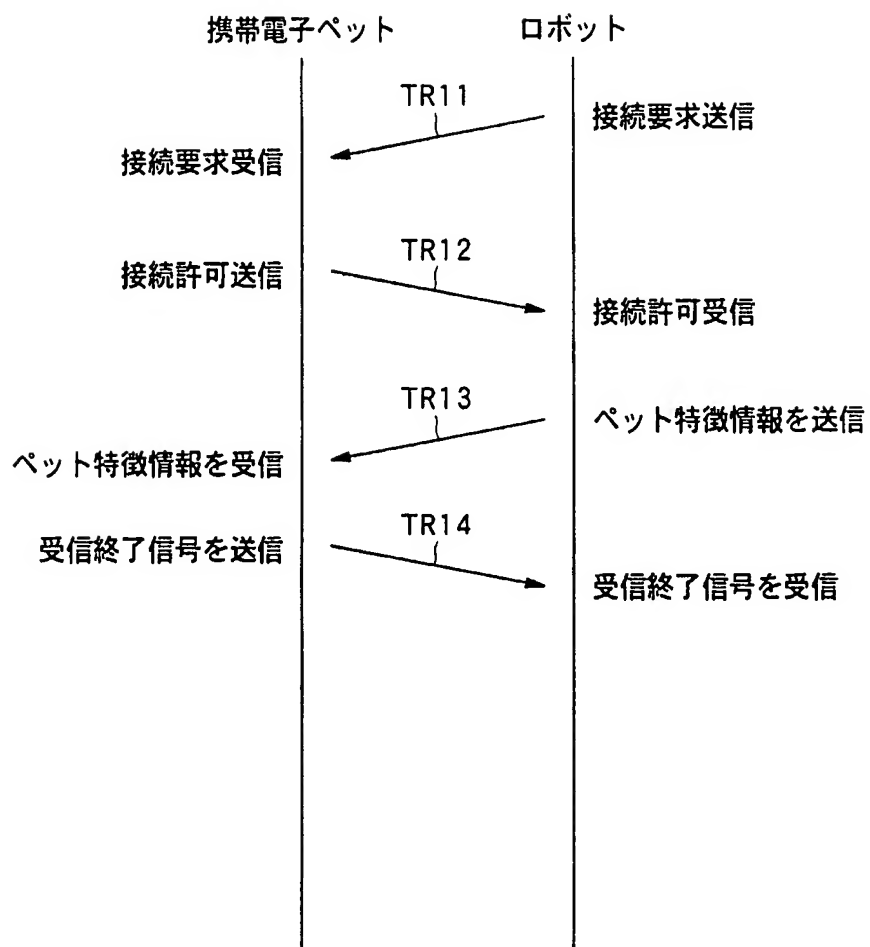 携帯電子ペット
ロボット
TR11
接続要求送信
接続要求受信
TR12
接続許可送信
接続許可受信
TR13
ペット特徴情報を送信
ペット特徴情報を受信
TR14
受信終了信号を送信
受信終了信号を受信